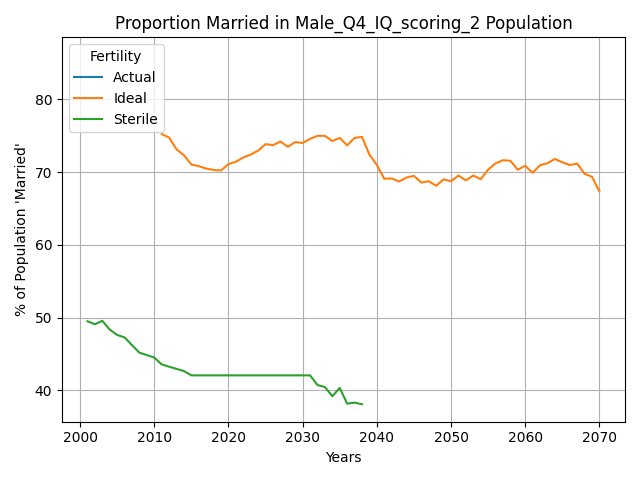 Proportion Married in Male_Q4_IQ_scoring_2 Population
Fertility
Actual
Ideal
Sterile
% of Population 'Married'
80
70
60
50
40
2000 2010 2020 2030 2040 2050 2060 2070
Years